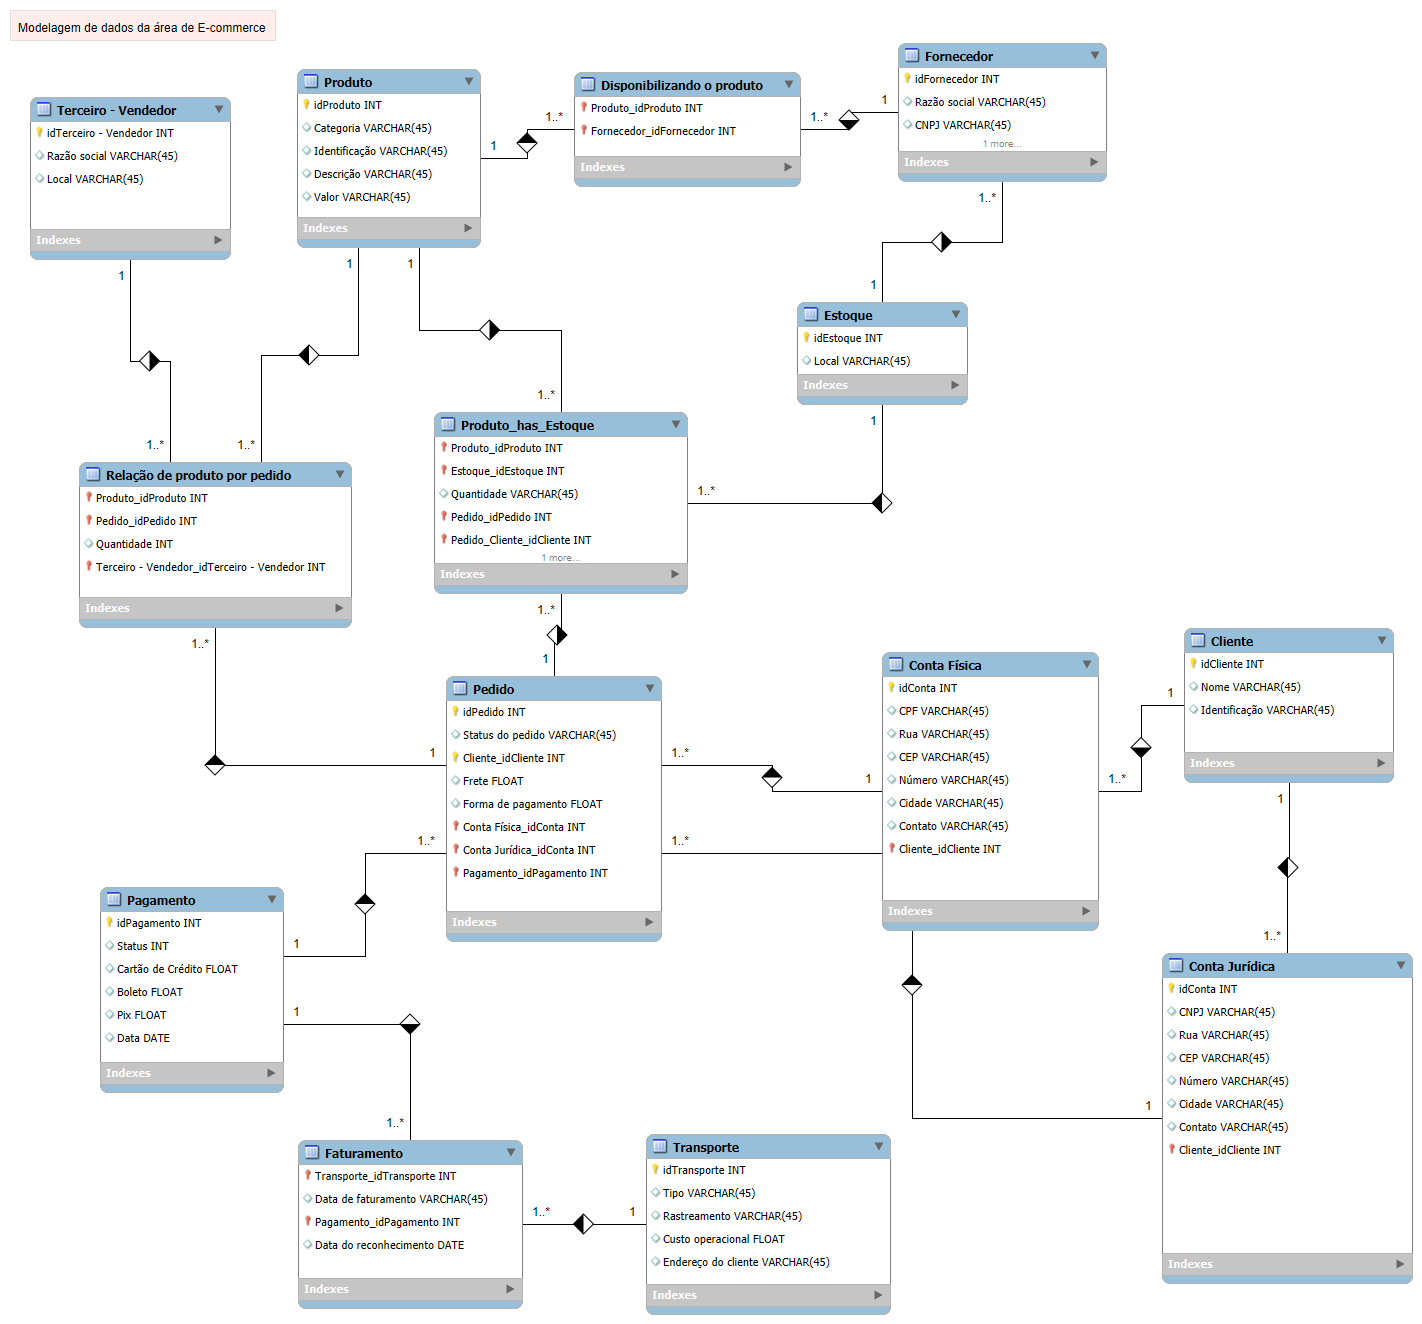 Modelagem de dados da área de E-commerce
Terceiro - Vendedor
idTerceiro - Vendedor INT
Razão social VARCHAR(45)
Local VARCHAR(45)
Indexes
Produto
idProduto INT
Categoria VARCHAR(45)
Identificação VARCHAR(45)
Descrição VARCHAR(45)
Valor VARCHAR(45)
Indexes
Disponibilizando o produto
Produto_idProduto INT
Fornecedor_idFornecedor INT
Indexes
Fornecedor
idFornecedor INT
Razão social VARCHAR(45)
CNPJ VARCHAR(45)
1 more...
Indexes
1
1..*
1..*
1
1..*
1
1
1
1
Estoque
idEstoque INT
Local VARCHAR(45)
Indexes
1
1..*
1..*
1..*
1..*
Produto_has_Estoque
Produto_idProduto INT
Estoque_idEstoque INT
Quantidade VARCHAR(45)
Pedido_idPedido INT
Pedido_Cliente_idCliente INT
1 more...
Indexes
Relação de produto por pedido
Produto_idProduto INT
Pedido_idPedido INT
Quantidade INT
Terceiro - Vendedor_idTerceiro - Vendedor INT
Indexes
1..*
1..*
1
1
Pedido
idPedido INT
Status do pedido VARCHAR(45)
Cliente_idCliente INT
Frete FLOAT
Forma de pagamento FLOAT
Conta Física_idConta INT
Conta Jurídica_idConta INT
Pagamento_idPagamento INT
Indexes
1..*
1
1..*
1..*
Conta Física
idConta INT
CPF VARCHAR(45)
Rua VARCHAR(45)
CEP VARCHAR(45)
Número VARCHAR(45)
Cidade VARCHAR(45)
Contato VARCHAR(45)
Cliente_idCliente INT
Indexes
1
1..*
Cliente
idCliente INT
Nome VARCHAR(45)
Identificação VARCHAR(45)
Indexes
1
1..*
Pagamento
idPagamento INT
Status INT
Cartão de Crédito FLOAT
Boleto FLOAT
Pix FLOAT
Data DATE
Indexes
1
1
1..*
Conta Jurídica
idConta INT
CNPJ VARCHAR(45)
Rua VARCHAR(45)
CEP VARCHAR(45)
Número VARCHAR(45)
Cidade VARCHAR(45)
Contato VARCHAR(45)
Cliente_idCliente INT
Indexes
1
Faturamento
Transporte_idTransporte INT
Data de faturamento VARCHAR(45)
Pagamento_idPagamento INT
Data do reconhecimento DATE
Indexes
1..*
1
Transporte
idTransporte INT
Tipo VARCHAR(45)
Rastreamento VARCHAR(45)
Custo operacional FLOAT
Endereço do cliente VARCHAR(45)
Indexes